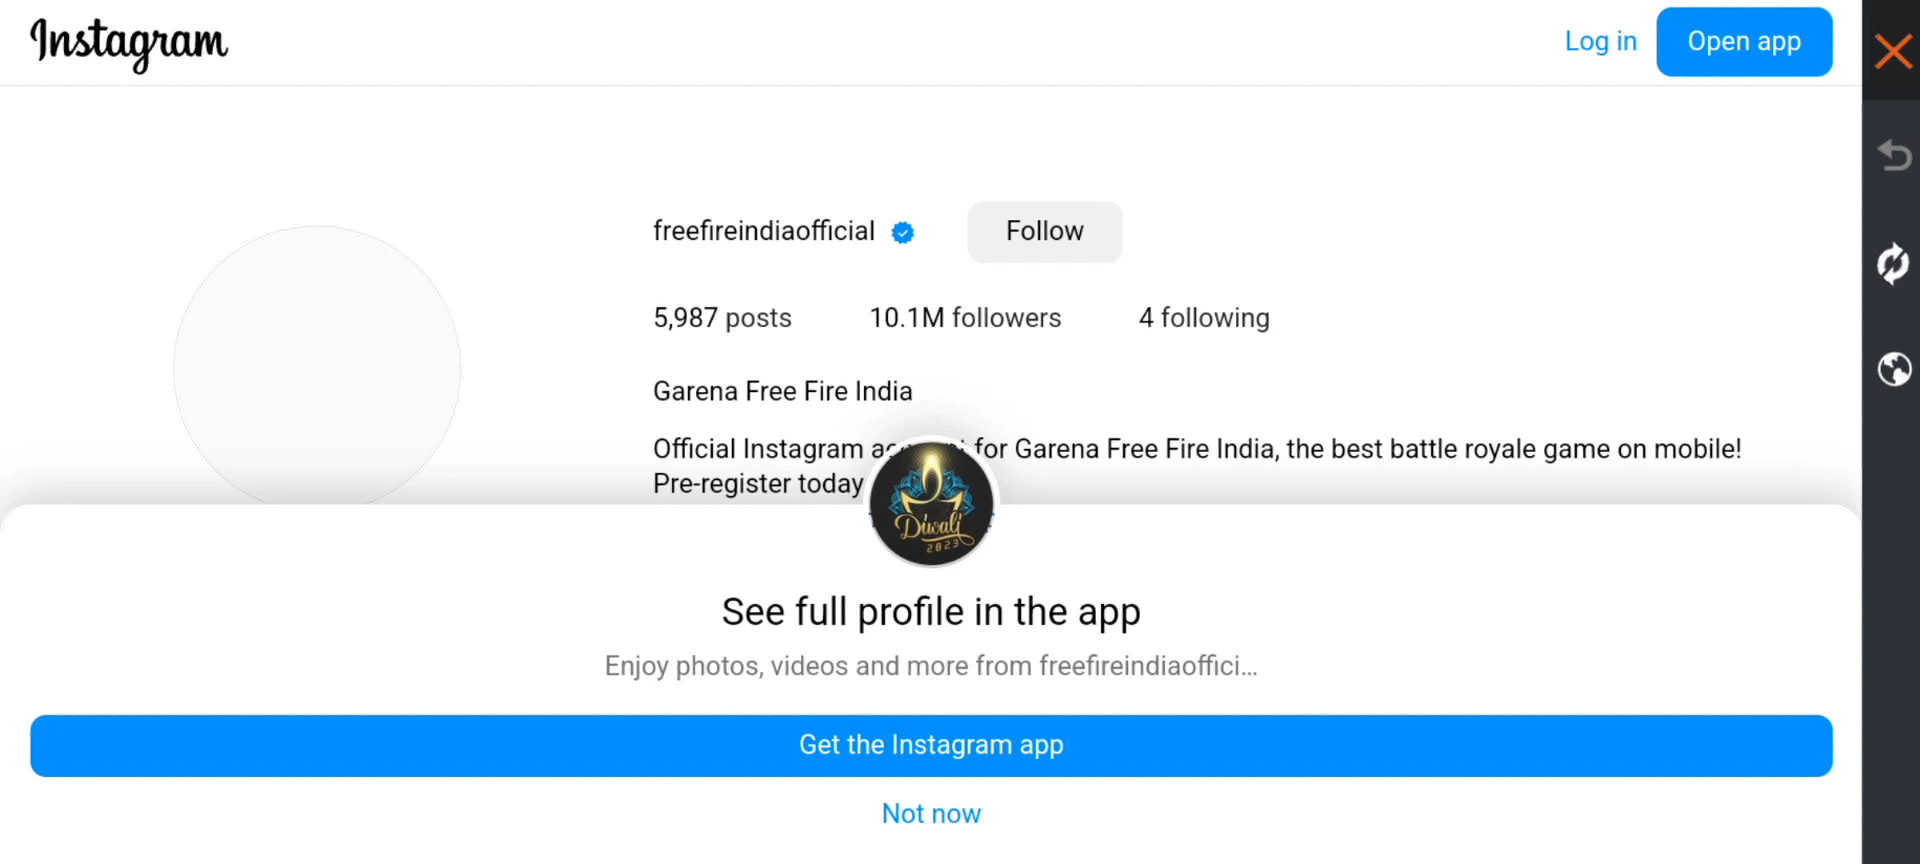 Instagram
Log in
Open app
freefireindiaofficial
Follow
5,987 posts
10.1M followers
4 following
Garena Free Fire India
Official Instagram for Garena Free Fire India, the best battle royale game on mobile!
Pre-register today
Diwali
2023
See full profile in the app
Enjoy photos, videos and more from freefireindiaoffici...
Get the Instagram app
Not now